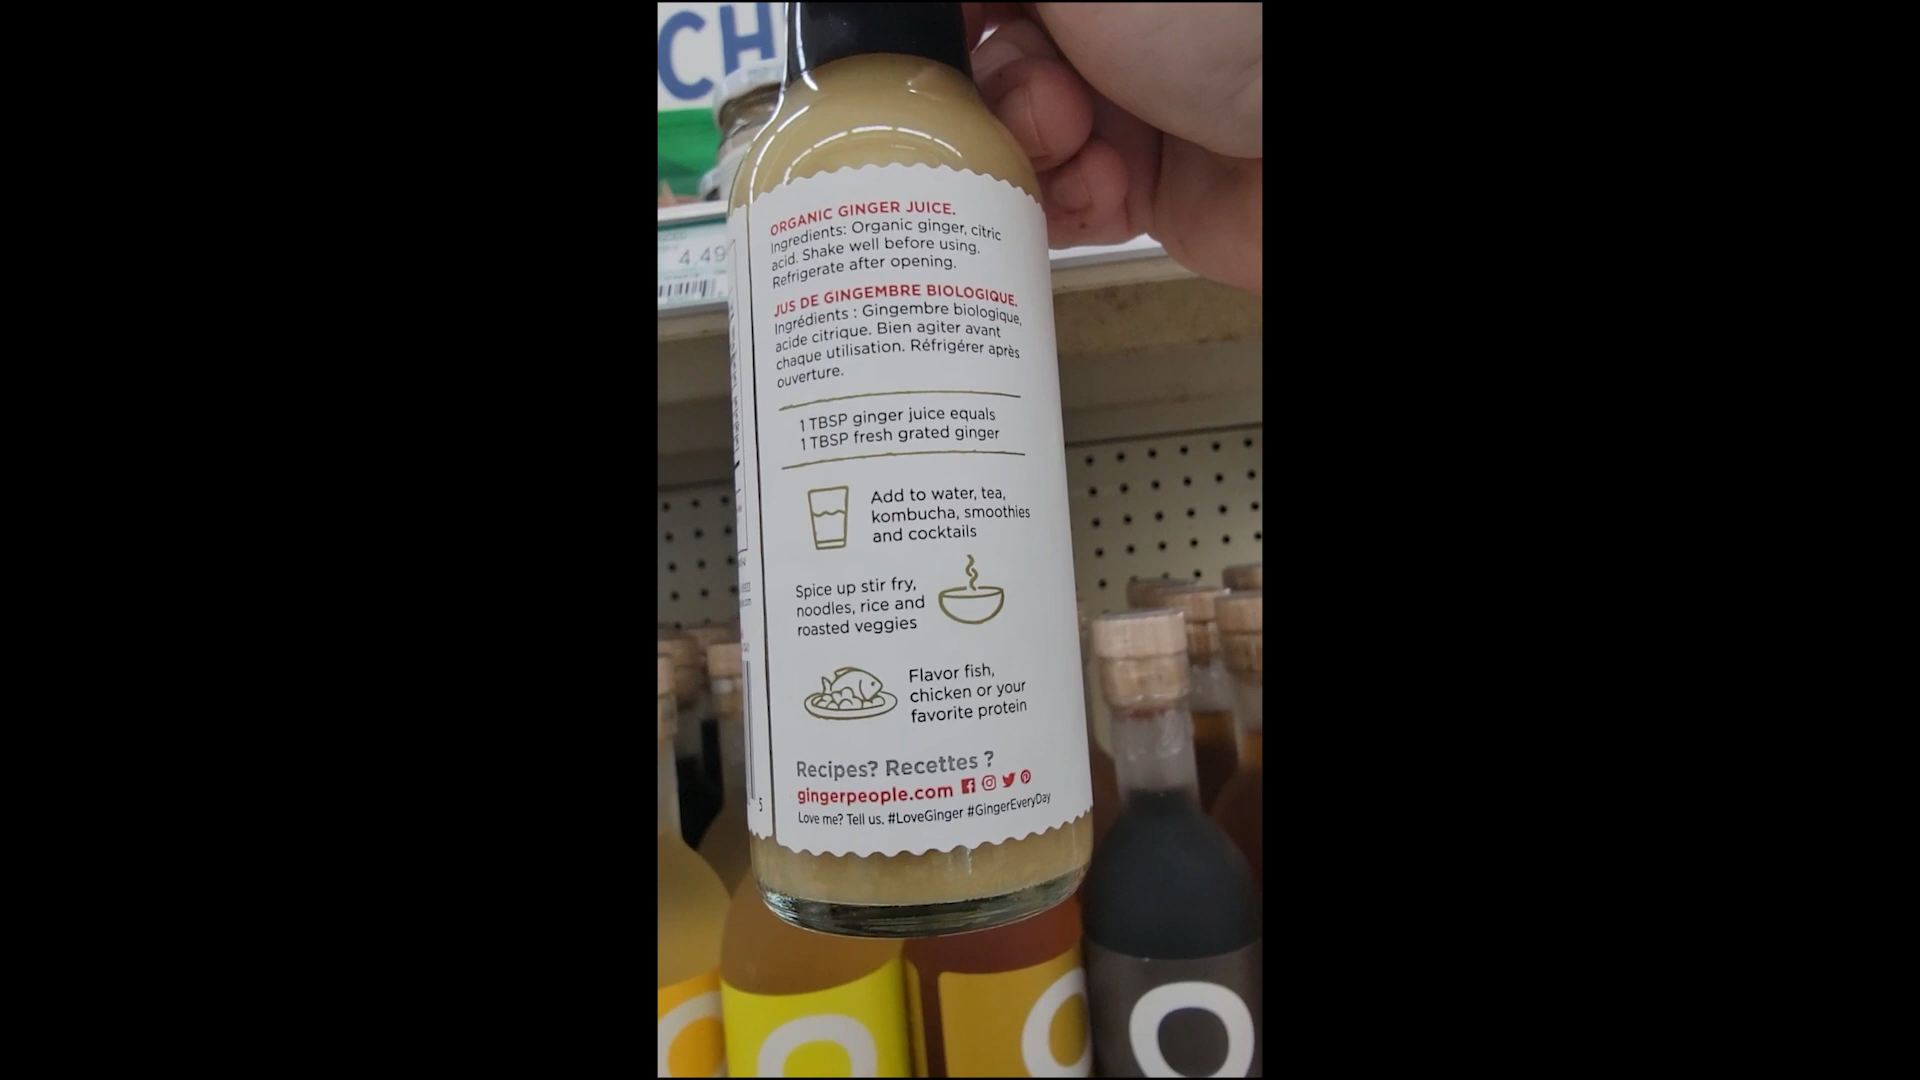 CH
4.49
ORGANIC GINGER JUICE.
Ingredients: Organic ginger, citric
acid. Shake well before using.
Refrigerate after opening.
JUS DE GINGEMBRE BIOLOGIQUE.
Ingrédients : Gingembre biologique,
acide citrique. Bien agiter avant
chaque utilisation. Réfrigérer après
ouverture.
1 TBSP ginger juice equals
1 TBSP fresh grated ginger
Add to water, tea,
kombucha, smoothies
and cocktails
Spice up stir fry,
noodles, rice and
roasted veggies
Flavor fish,
chicken or your
favorite protein
Recipes? Recettes ?
gingerpeople.com
Love me? Tell us. #LoveGinger #GingerEveryDay
5
O O O O